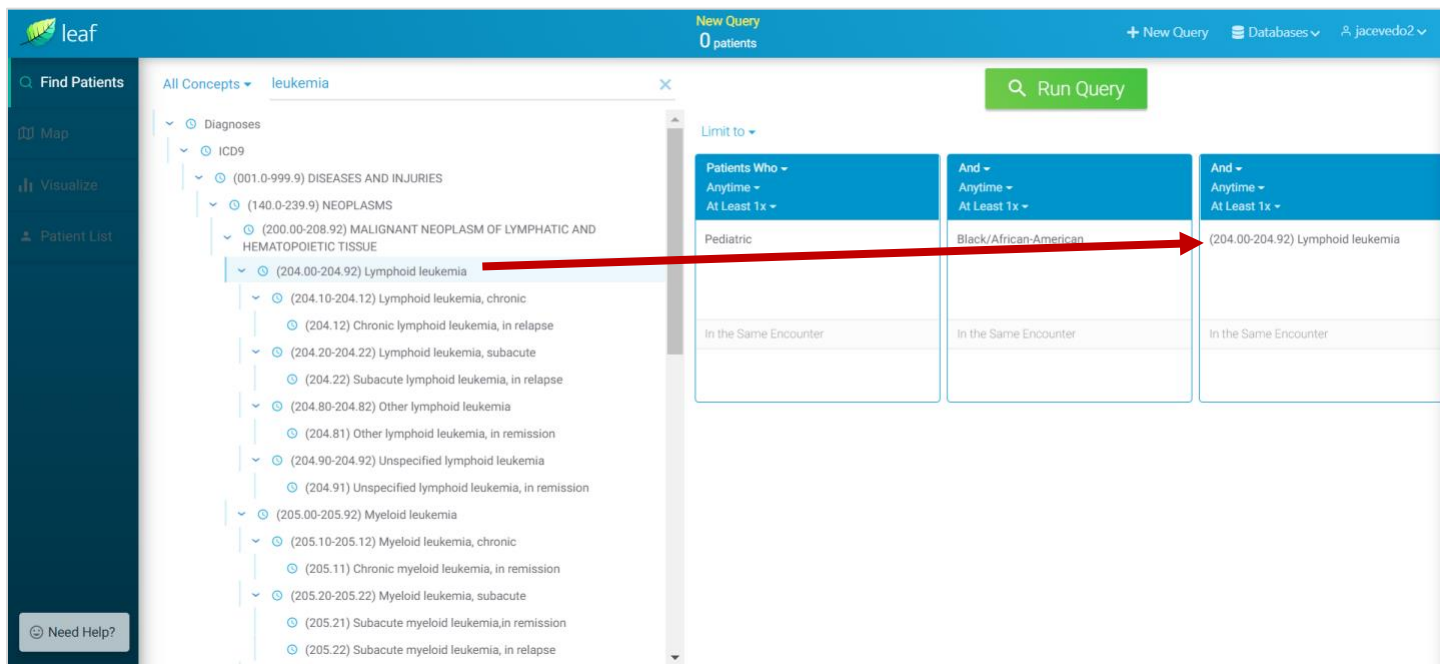 leaf
New Query
0 patients
New Query
Databases
jacevedo2
Find Patients
Map
Visualize
Patient List
Need Help?
All Concepts
leukemia
Diagnoses
ICD9
(001.0-999.9) DISEASES AND INJURIES
(140.0-239.9) NEOPLASMS
(200.00-208.92) MALIGNANT NEOPLASM OF LYMPHATIC AND
HEMATOPOIETIC TISSUE
(204.00-204.92) Lymphoid leukemia
(204.10-204.12) Lymphoid leukemia, chronic
(204.12) Chronic lymphoid leukemia, in relapse
(204.20-204.22) Lymphoid leukemia, subacute
(204.22) Subacute lymphoid leukemia, in relapse
(204.80-204.82) Other lymphoid leukemia
(204.81) Other lymphoid leukemia, in remission
(204.90-204.92) Unspecified lymphoid leukemia
(204.91) Unspecified lymphoid leukemia, in remission
(205.00-205.92) Myeloid leukemia
(205.10-205.12) Myeloid leukemia, chronic
(205.11) Chronic myeloid leukemia, in remission
(205.20-205.22) Myeloid leukemia, subacute
(205.21) Subacute myeloid leukemia,in remission
(205.22) Subacute myeloid leukemia, in relapse
Run Query
Limit to
Patients Who
Anytime
At Least 1x
Pediatric
In the Same Encounter
And
Anytime
At Least 1x
Black/African-American
In the Same Encounter
And
Anytime
At Least 1x
(204.00-204.92) Lymphoid leukemia
In the Same Encounter